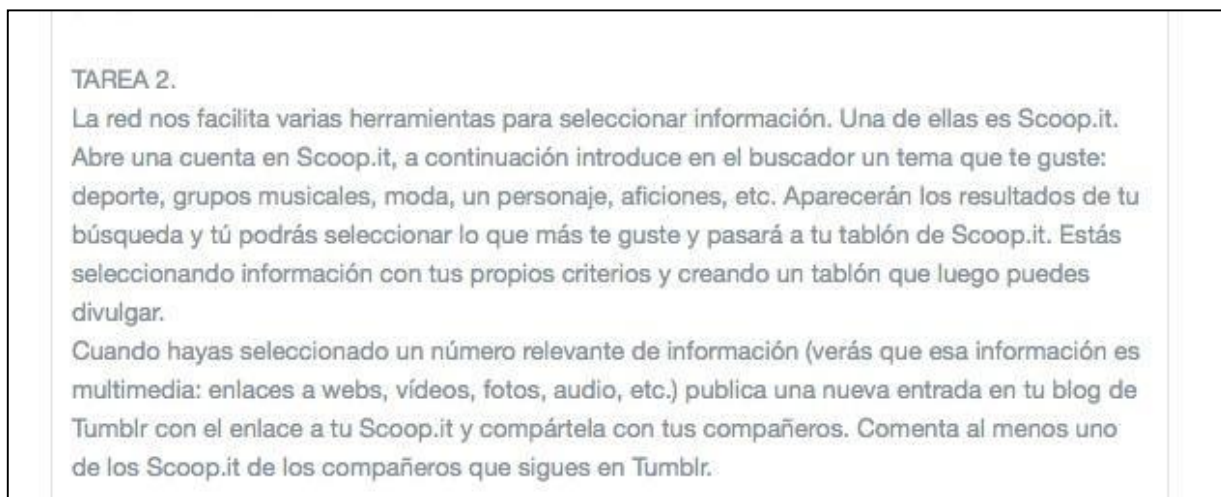 TAREA 2.
La red nos facilita varias herramientas para seleccionar información. Una de ellas es Scoop.it.
Abre una cuenta en Scoop.it, a continuación introduce en el buscador un tema que te guste:
deporte, grupos musicales, moda, un personaje, aficiones, etc. Aparecerán los resultados de tu
búsqueda y tú podrás seleccionar lo que más te guste y pasará a tu tablón de Scoop.it. Estás
seleccionando información con tus propios criterios y creando un tablón que luego puedes
divulgar.
Cuando hayas seleccionado un número relevante de información (verás que esa información es
multimedia: enlaces a webs, vídeos, fotos, audio, etc.) publica una nueva entrada en tu blog de
Tumblr con el enlace a tu Scoop.it y compártela con tus compañeros. Comenta al menos uno
de los Scoop.it de los compañeros que sigues en Tumblr.